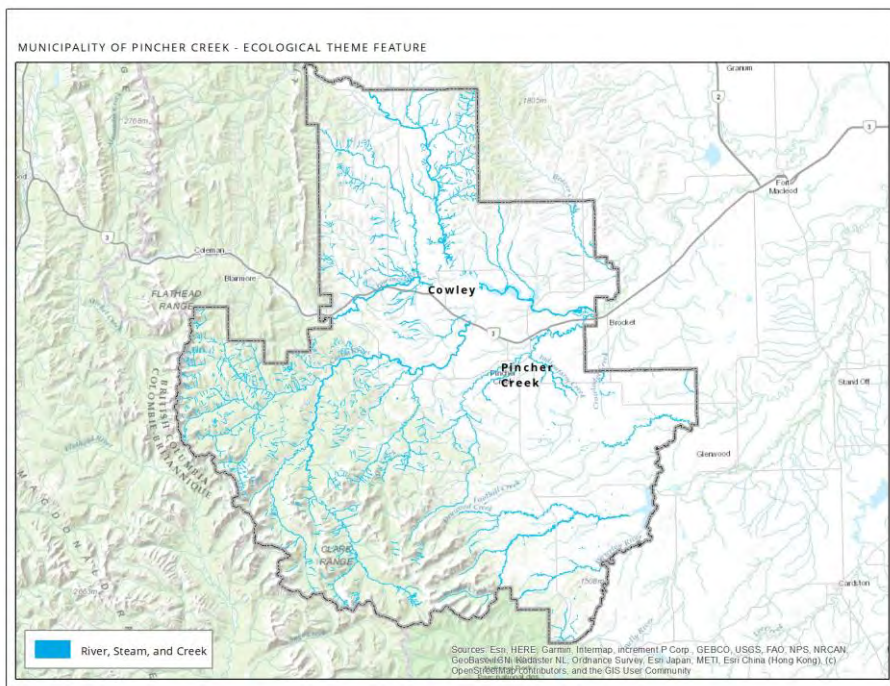 MUNICIPALITY OF PINCHER CREEK - ECOLOGICAL THEME FEATURE
Granum
2
3
Fort
Macleod
3
Coleman
Blairmore
FLATHEAD
RANGE
Cowley
Brocket
3
Pincher
Creek
Stand Off
BRITISH COLUMBIA
COLOMBIE-BRITANNIQUE
Glenwood
Foothill Creek
CLARK
RANGE
Cardston
River, Steam, and Creek
Sources: Esri, HERE, Garmin, Intermap, increment P Corp., GEBCO, USGS, FAO, NPS, NRCAN,
GeoBase, IGN, Kadaster NL, Ordnance Survey, Esri Japan, METI, Esri China (Hong Kong), (c)
OpenStreetMap contributors, and the GIS User Community